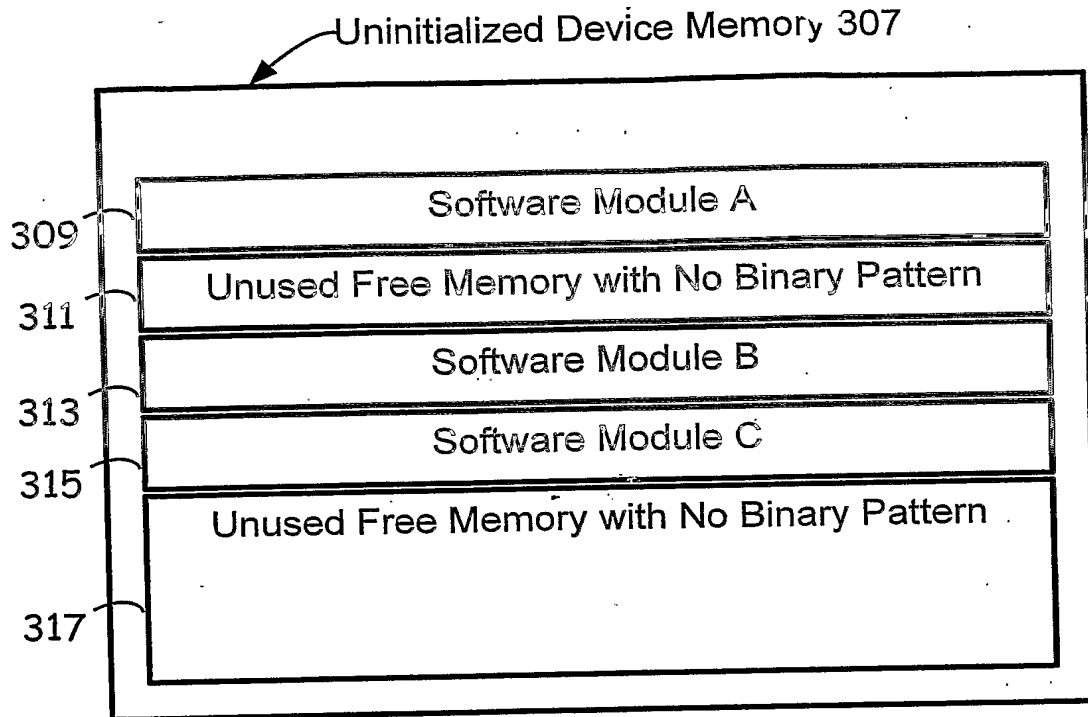 Uninitialized Device Memory 307
Software Module A
309
Unused Free Memory with No Binary Pattern
311
Software Module B
313
Software Module C
315
Unused Free Memory with No Binary Pattern
317